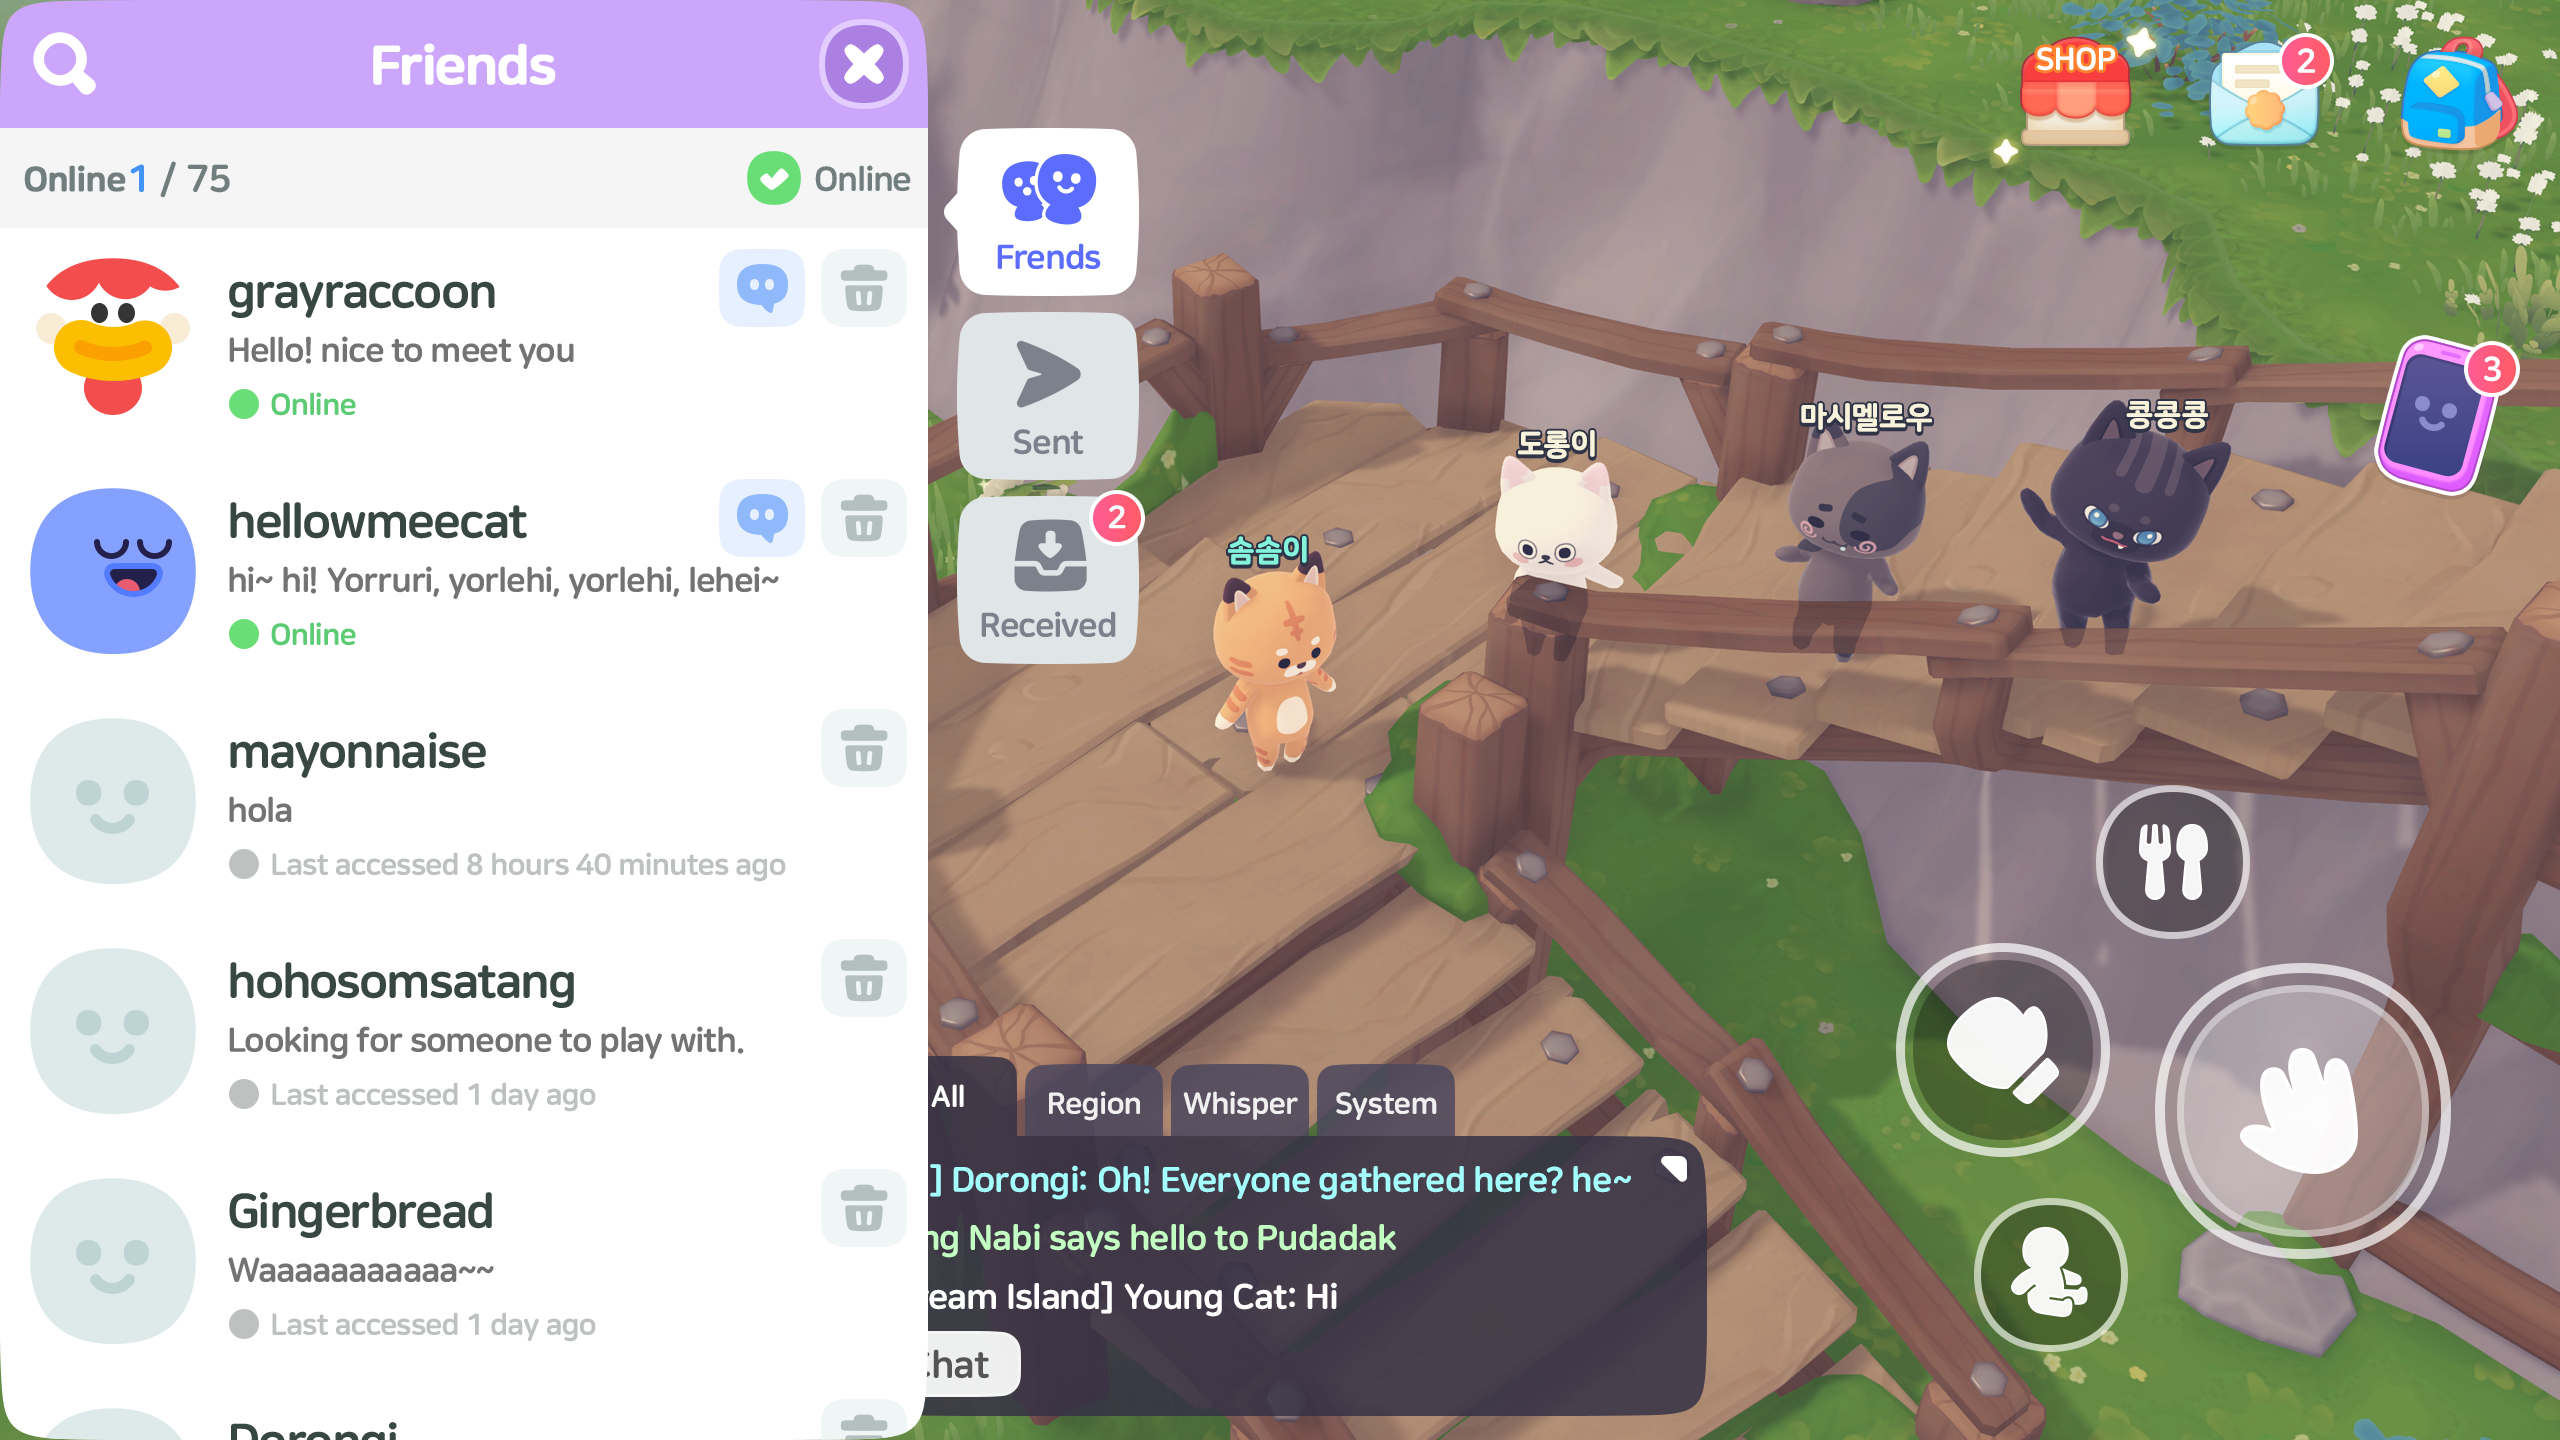 Friends
Online 1 / 75
Online
grayraccoon
Hello! nice to meet you
Online
hellowmeecat
hi~ hi! Yorruri, yorlehi, yorlehi, lehei~
Online
mayonnaise
hola
Last accessed 8 hours 40 minutes ago
hohosomsatang
Looking for someone to play with.
Last accessed 1 day ago
Gingerbread
Waaaaaaaaaaa~~
Last accessed 1 day ago
Dorongi
Frends
Sent
2
Received
SHOP
2
3
솜솜이
도롱이
마시멜로우
콩콩콩
All
Region
Whisper
System
] Dorongi: Oh! Everyone gathered here? he~
ng Nabi says hello to Pudadak
eam Island] Young Cat: Hi
Chat